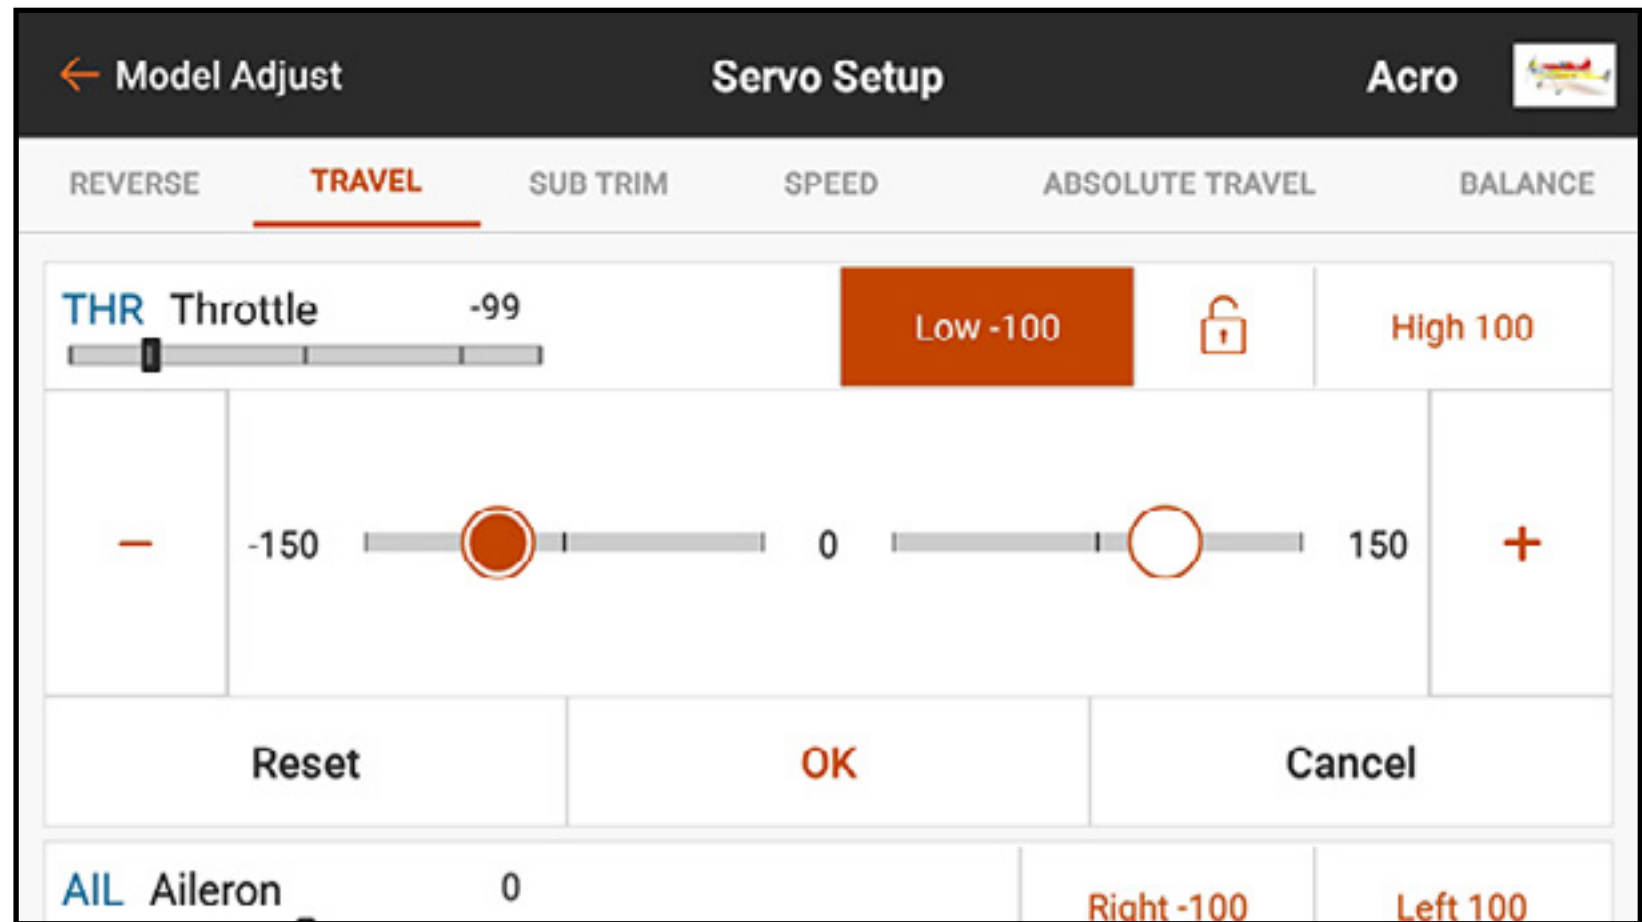 Model Adjust
Servo Setup
Acro
REVERSE
TRAVEL
SUB TRIM
SPEED
ABSOLUTE TRAVEL
BALANCE
THR Throttle
-99
Low -100
High 100
-150
0
150
Reset
OK
Cancel
AIL Aileron
0
Right -100
Left 100